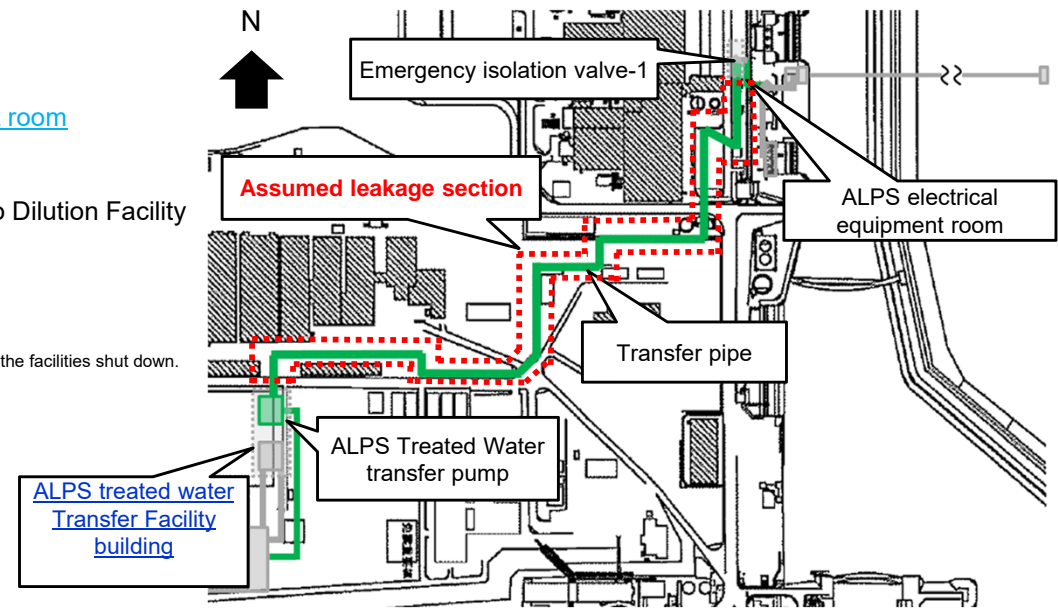 N
Emergency isolation valve-1
room
Assumed leakage section
ALPS electrical
equipment room
Dilution Facility
Transfer pipe
the facilities shut down.
ALPS Treated Water
transfer pump
ALPS treated water
Transfer Facility
building